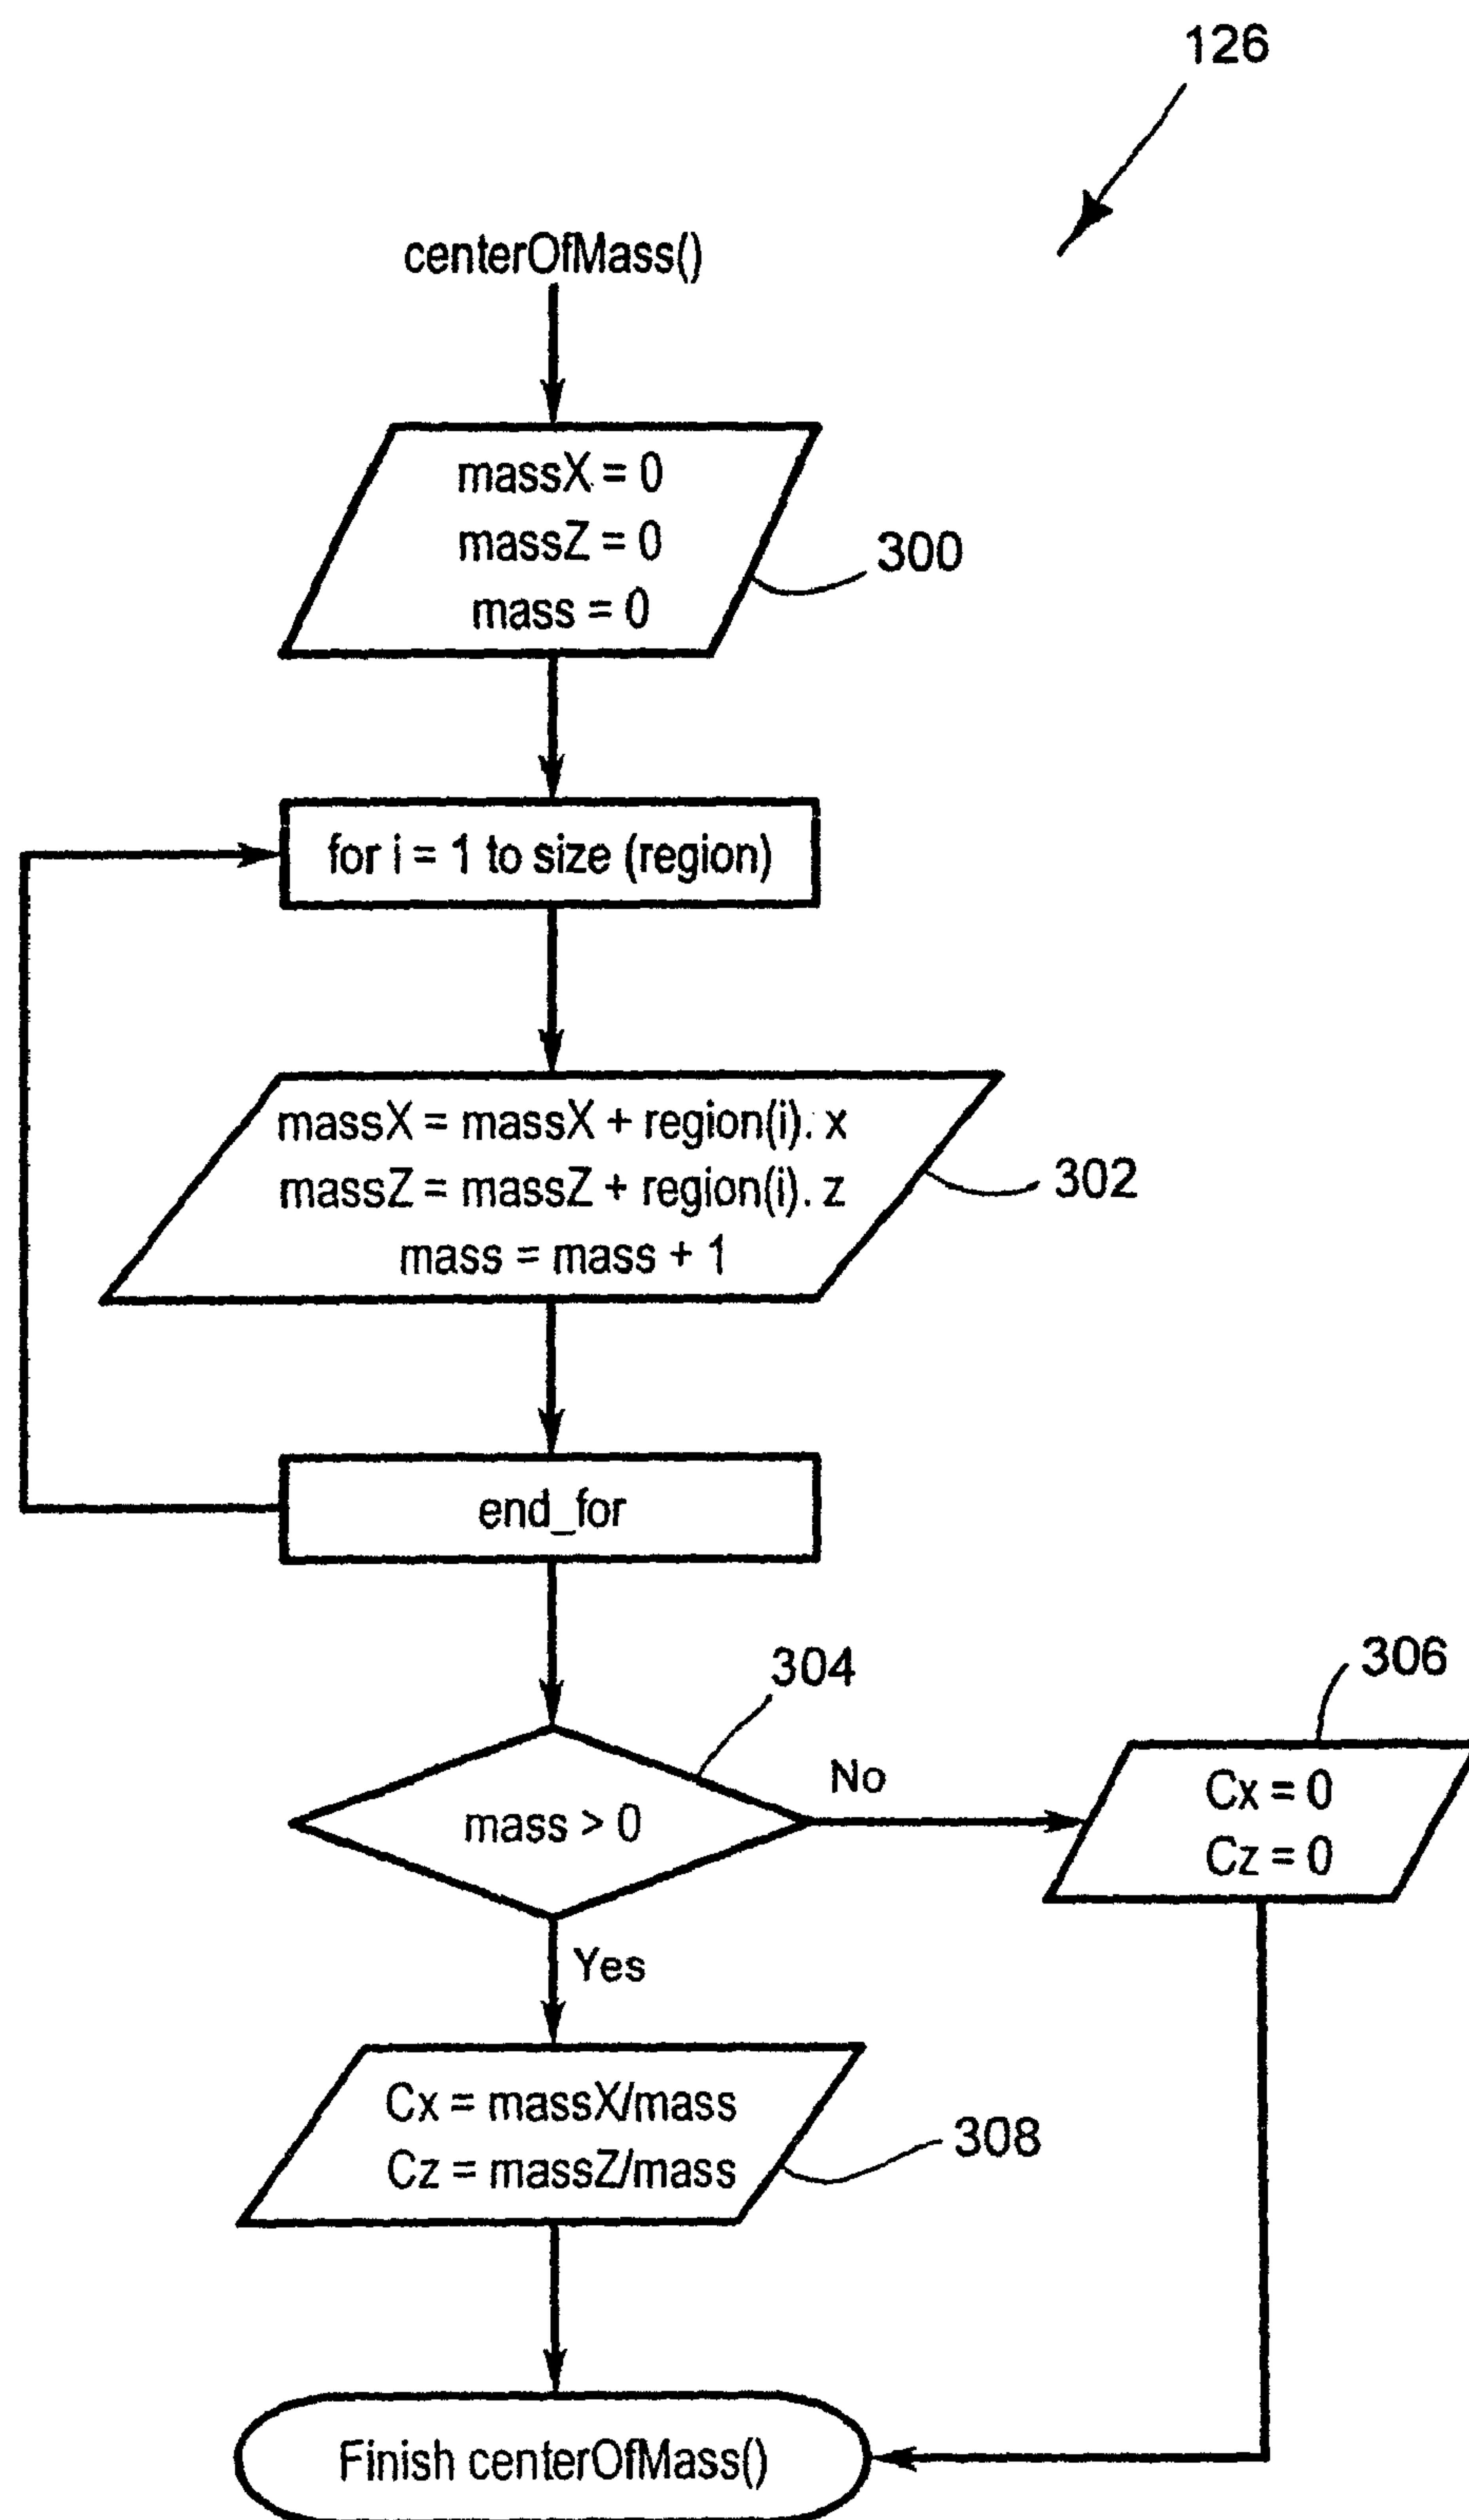 126
centerOfMass()
massX = 0
massZ = 0
mass = 0
300
for i = 1 to size (region)
massX = massX + region(i). x
massZ = massZ + region(i). z
mass = mass + 1
302
end_for
304
306
mass > 0
No
Cx = 0
Cz = 0
Yes
Cx = massX/mass
Cz = massZ/mass
308
Finish centerOfMass()